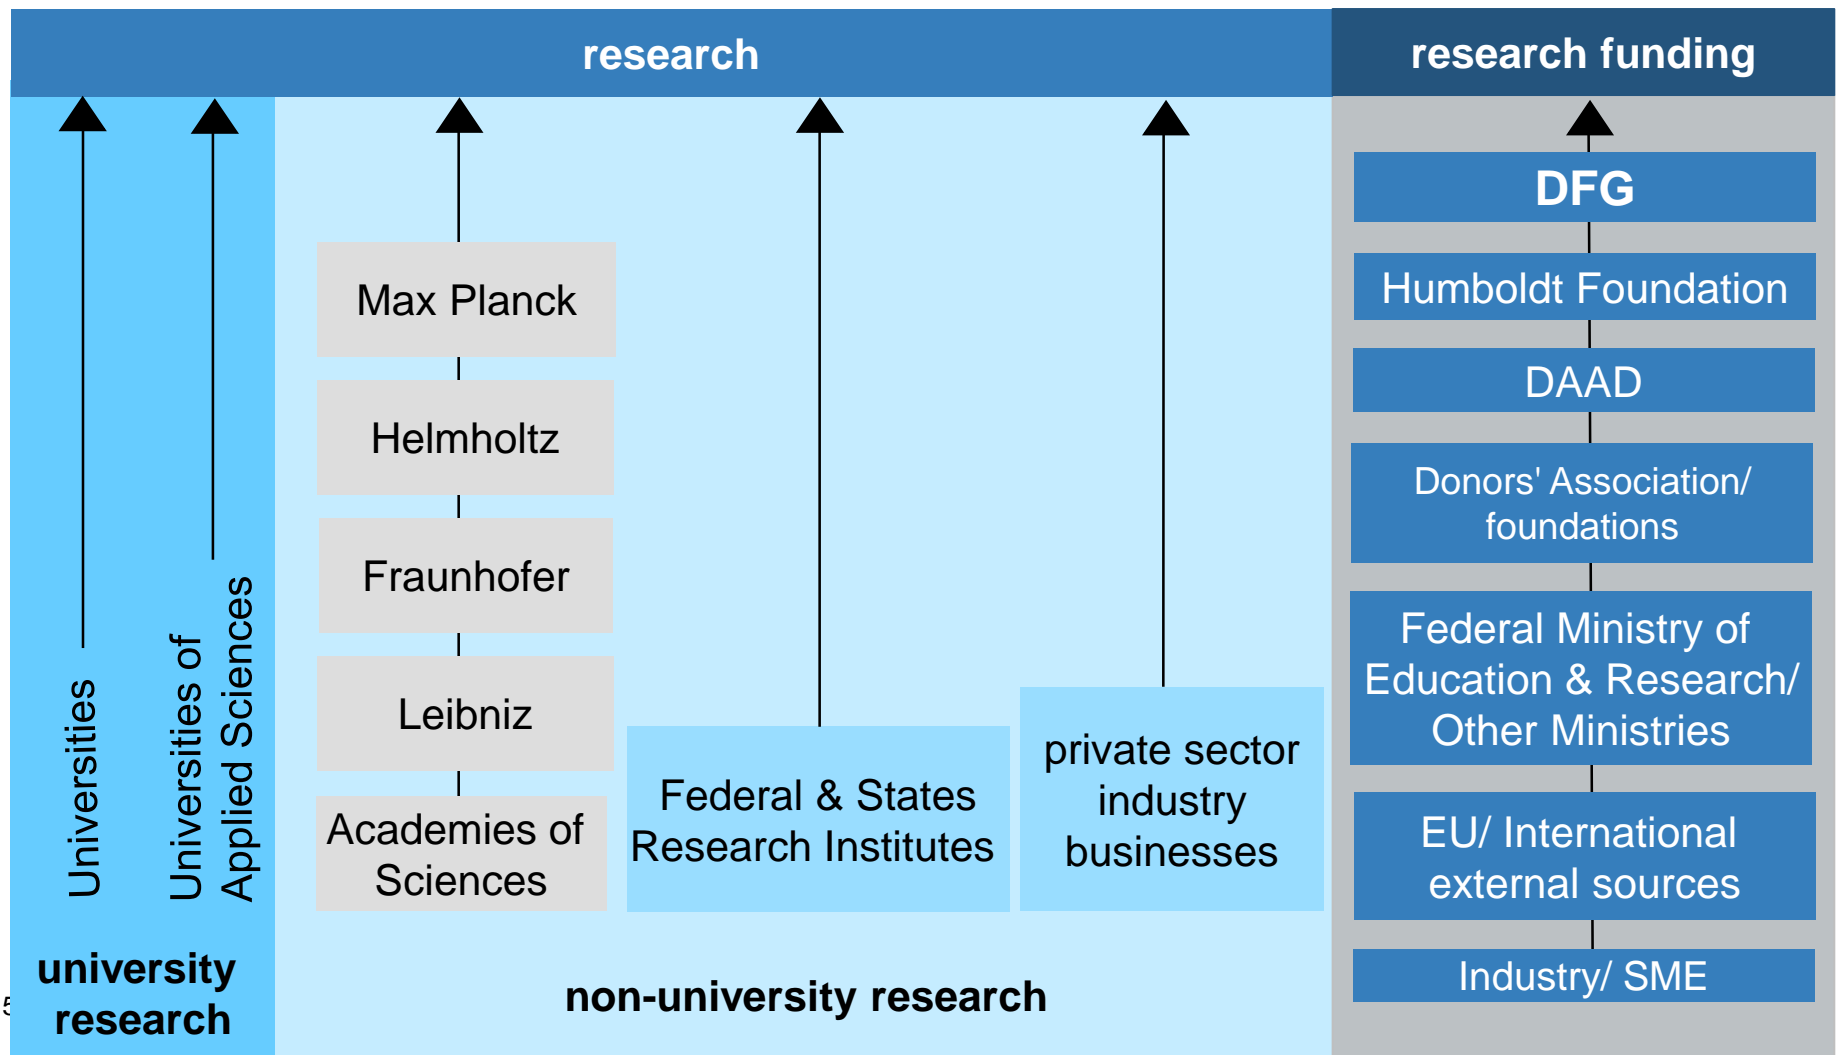 research
research funding
Universities
Universities of
Applied Sciences
university
research
Max Planck
Helmholtz
Fraunhofer
Leibniz
Academies of
Sciences
Federal & States
Research Institutes
private sector
industry
businesses
non-university research
DFG
Humboldt Foundation
DAAD
Donors' Association/
foundations
Federal Ministry of
Education & Research/
Other Ministries
EU/ International
external sources
Industry/ SME
5